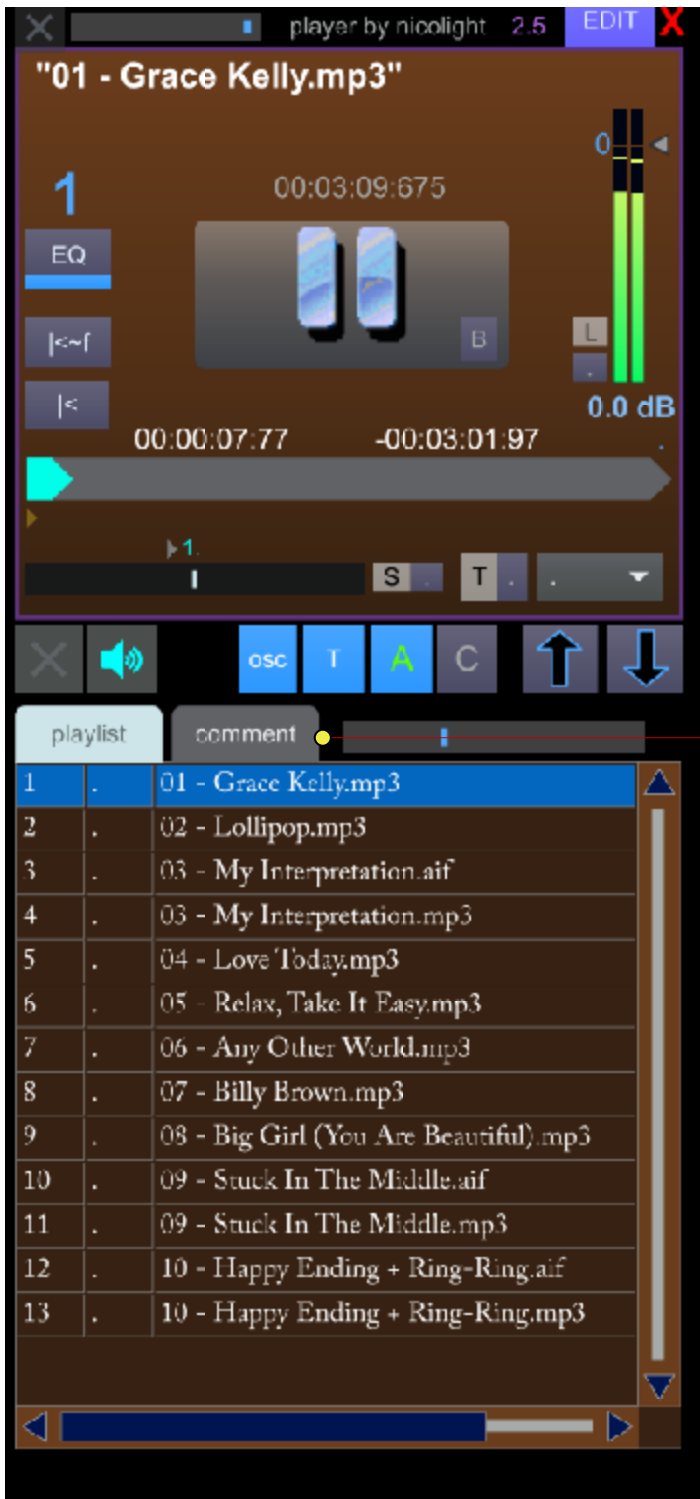 player by nicolight 2.5 EDIT X
"01 - Grace Kelly.mp3"
0
1 00:03:09:675
EQ
|<~f
B L .
|<
0.0 dB
00:00:07:77 -00:03:01:97 .
1.
S . T . .
osc T A C
playlist comment
1 . 01 - Grace Kelly.mp3
2 . 02 - Lollipop.mp3
3 . 03 - My Interpretation.aif
4 . 03 - My Interpretation.mp3
5 . 04 - Love Today.mp3
6 . 05 - Relax, Take It Easy.mp3
7 . 06 - Any Other World.mp3
8 . 07 - Billy Brown.mp3
9 . 08 - Big Girl (You Are Beautiful).mp3
10 . 09 - Stuck In The Middle.aif
11 . 09 - Stuck In The Middle.mp3
12 . 10 - Happy Ending + Ring-Ring.aif
13 . 10 - Happy Ending + Ring-Ring.mp3